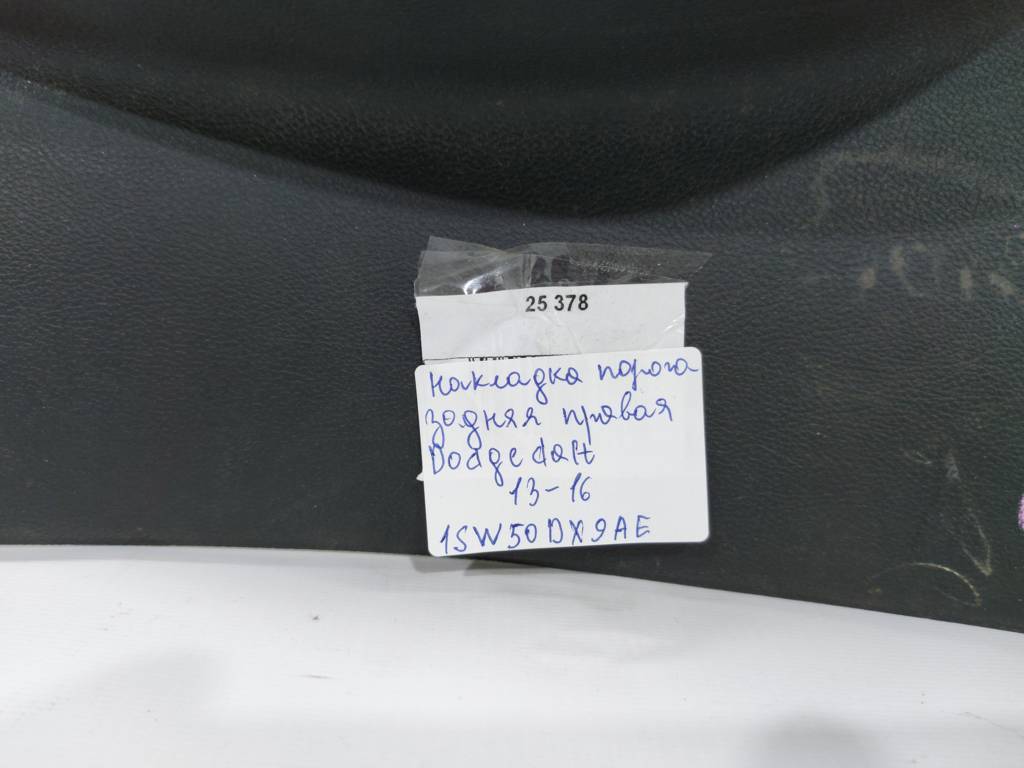 25 378
Накладка порога
задняя правая
Dodge dart
13-16
1SW50DX9AE